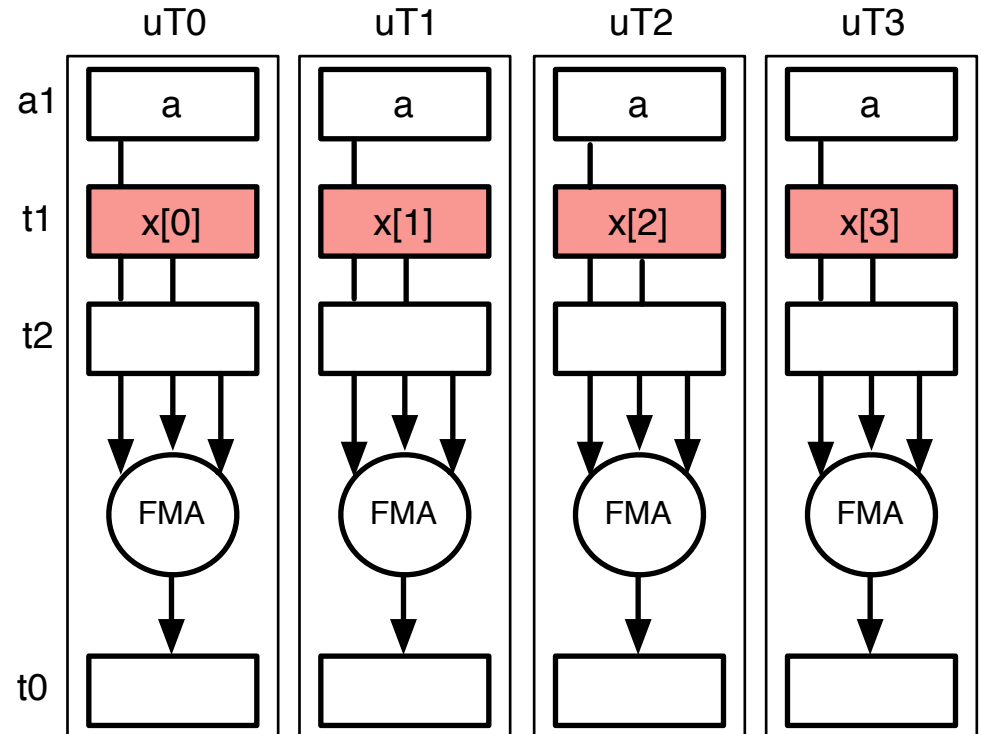 uT0 uT1 uT2 uT3
a1 a a a a
t1 x[0] x[1] x[2] x[3]
t2
FMA FMA FMA FMA
t0